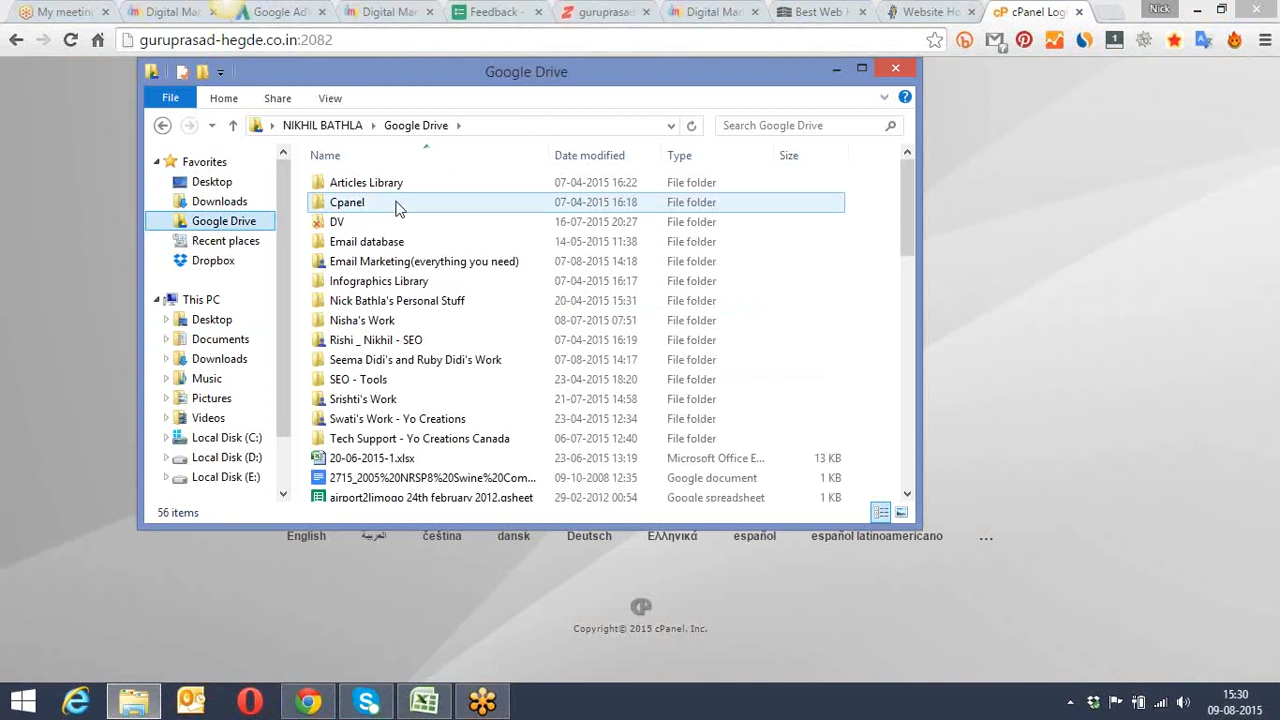 My meeting
Digital Mar
Google Ad
Digital Mar
Feedback -
guruprasad
Digital Mar
Best Web H
Website Ho
cPanel Logi
Nick
guruprasad-hegde.co.in:2082
Google Drive
File Home Share View
NIKHIL BATHLA Google Drive
Search Google Drive
Name Date modified Type Size
Favorites
Desktop
Downloads
Google Drive
Recent places
Dropbox
This PC
Desktop
Documents
Downloads
Music
Pictures
Videos
Local Disk (C:)
Local Disk (D:)
Local Disk (E:)
Articles Library 07-04-2015 16:22 File folder
Cpanel 07-04-2015 16:18 File folder
DV 16-07-2015 20:27 File folder
Email database 14-05-2015 11:38 File folder
Email Marketing(everything you need) 07-08-2015 14:18 File folder
Infographics Library 07-04-2015 16:17 File folder
Nick Bathla's Personal Stuff 20-04-2015 15:31 File folder
Nisha's Work 08-07-2015 07:51 File folder
Rishi _ Nikhil - SEO 07-04-2015 16:19 File folder
Seema Didi's and Ruby Didi's Work 07-08-2015 14:17 File folder
SEO - Tools 23-04-2015 18:20 File folder
Srishti's Work 21-07-2015 14:58 File folder
Swati's Work - Yo Creations 23-04-2015 12:34 File folder
Tech Support - Yo Creations Canada 06-07-2015 12:40 File folder
20-06-2015-1.xlsx 23-06-2015 13:19 Microsoft Office E... 13 KB
2715_2005%20NRSP8%20Swine%20Com... 09-10-2008 12:35 Google document 1 KB
airport2limogo 24th february 2012.gsheet 29-02-2012 00:54 Google spreadsheet 1 KB
56 items
English العربية čeština dansk Deutsch Ελληνικά español español latinoamericano ...
Copyright© 2015 cPanel, Inc.
15:30
09-08-2015